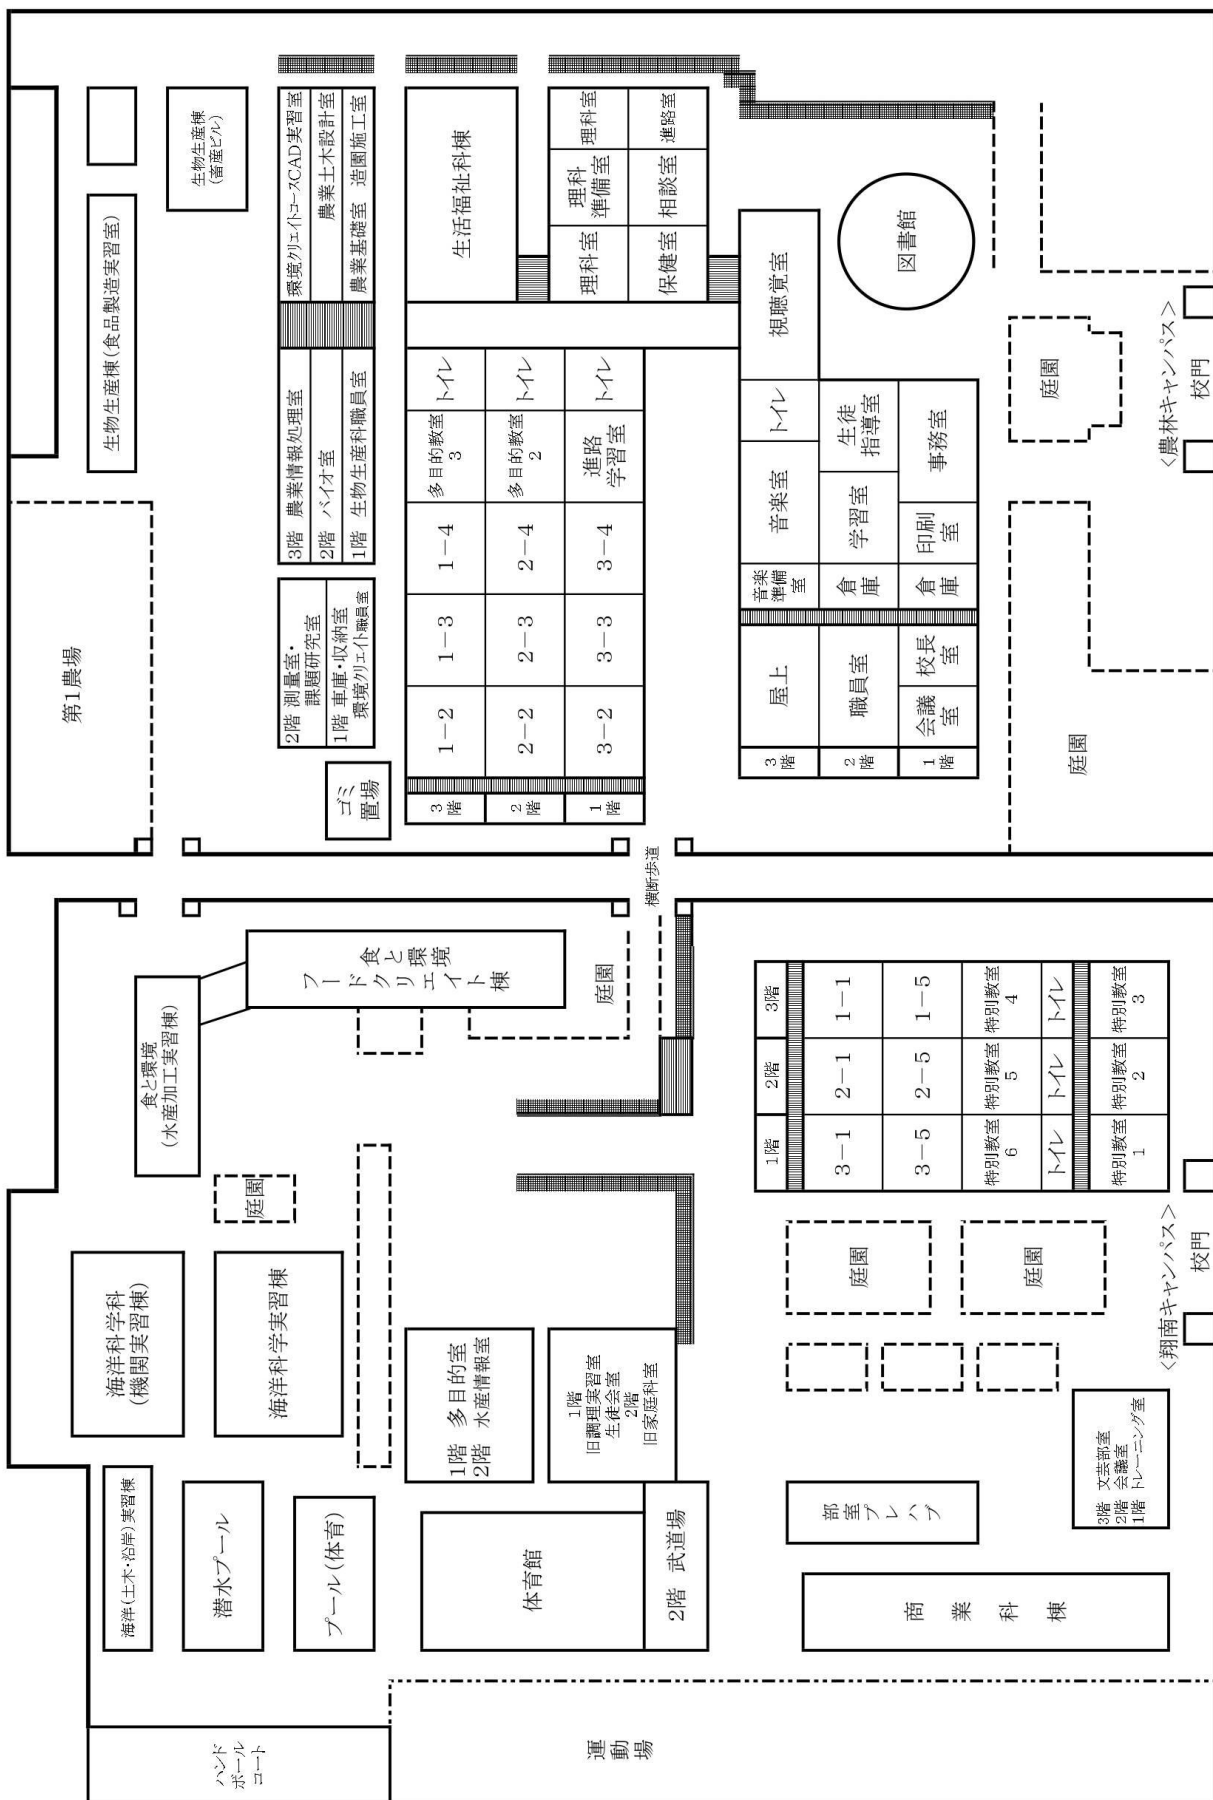 ハンド
ボール
コート
海洋(土木・沿岸)実習棟
潜水プール
プール(体育)
海洋科学科
(機関実習棟)
海洋科学実習棟
庭園
食と環境
(水産加工実習棟)
食と環境
フードクリエイト
棟
庭園
横断歩道
1階 多目的室
2階 水産情報室
1階
旧調理実習室
生徒会室
2階
旧家庭科室
体育館
2階 武道場
運
動
場
部
室
プ
レ
ハ
ブ
商
業
科
棟
3階 文芸部室
2階 会議室
1階 トレーニング室
庭園
庭園
1階
2階
3階
3-1
2-1
1-1
3-5
2-5
1-5
特別教室
6
特別教室
5
特別教室
4
トイレ
トイレ
トイレ
特別教室
1
特別教室
2
特別教室
3
<翔南キャンパス>
校門
第1農場
生物生産棟(食品製造実習室)
生物生産棟
(畜産ビル)
2階 測量室・
課題研究室
1階 車庫・収納室
環境クリエイト職員室
3階 農業情報処理室
2階 バイオ室
1階 生物生産科職員室
環境クリエイトコースCAD実習室
農業土木設計室
農業基礎室 造園施工室
ゴミ
置場
3
階
1-2
1-3
1-4
多目的教室
3
トイレ
2
階
2-2
2-3
2-4
多目的教室
2
トイレ
1
階
3-2
3-3
3-4
進路
学習室
トイレ
生活福祉科棟
理科室
理科
準備室
理科室
保健室
相談室
進路室
3
階
屋上
音楽
準備
室
音楽室
トイレ
視聴覚室
2
階
職員室
倉
庫
学習室
生徒
指導室
1
階
会議
室
校長
室
倉
庫
印刷
室
事務室
図書館
庭園
庭園
<農林キャンパス>
校門